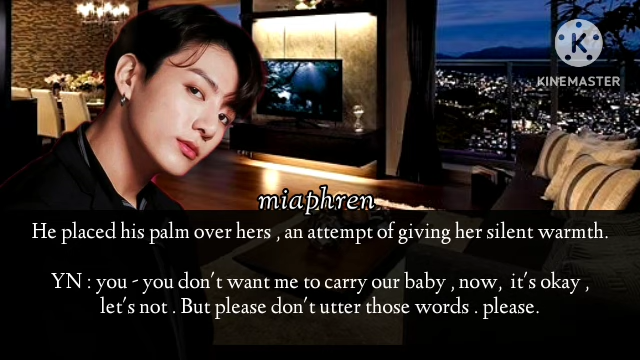 KINEMASTER
miaphren
He placed his palm over hers , an attempt of giving her silent warmth.
YN : you - you don't want me to carry our baby , now, it's okay ,
let's not . But please don't utter those words . please.